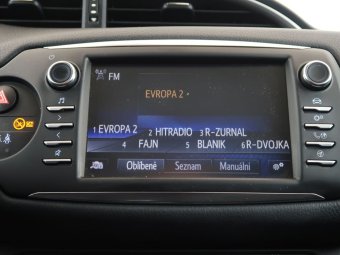 FM
EVROPA 2
1 EVROPA 2 2 HITRADIO 3 R-ZURNAL
4 FAJN 5 BLANIK 6 R-DVOJKA
Oblíbené Seznam Manuální